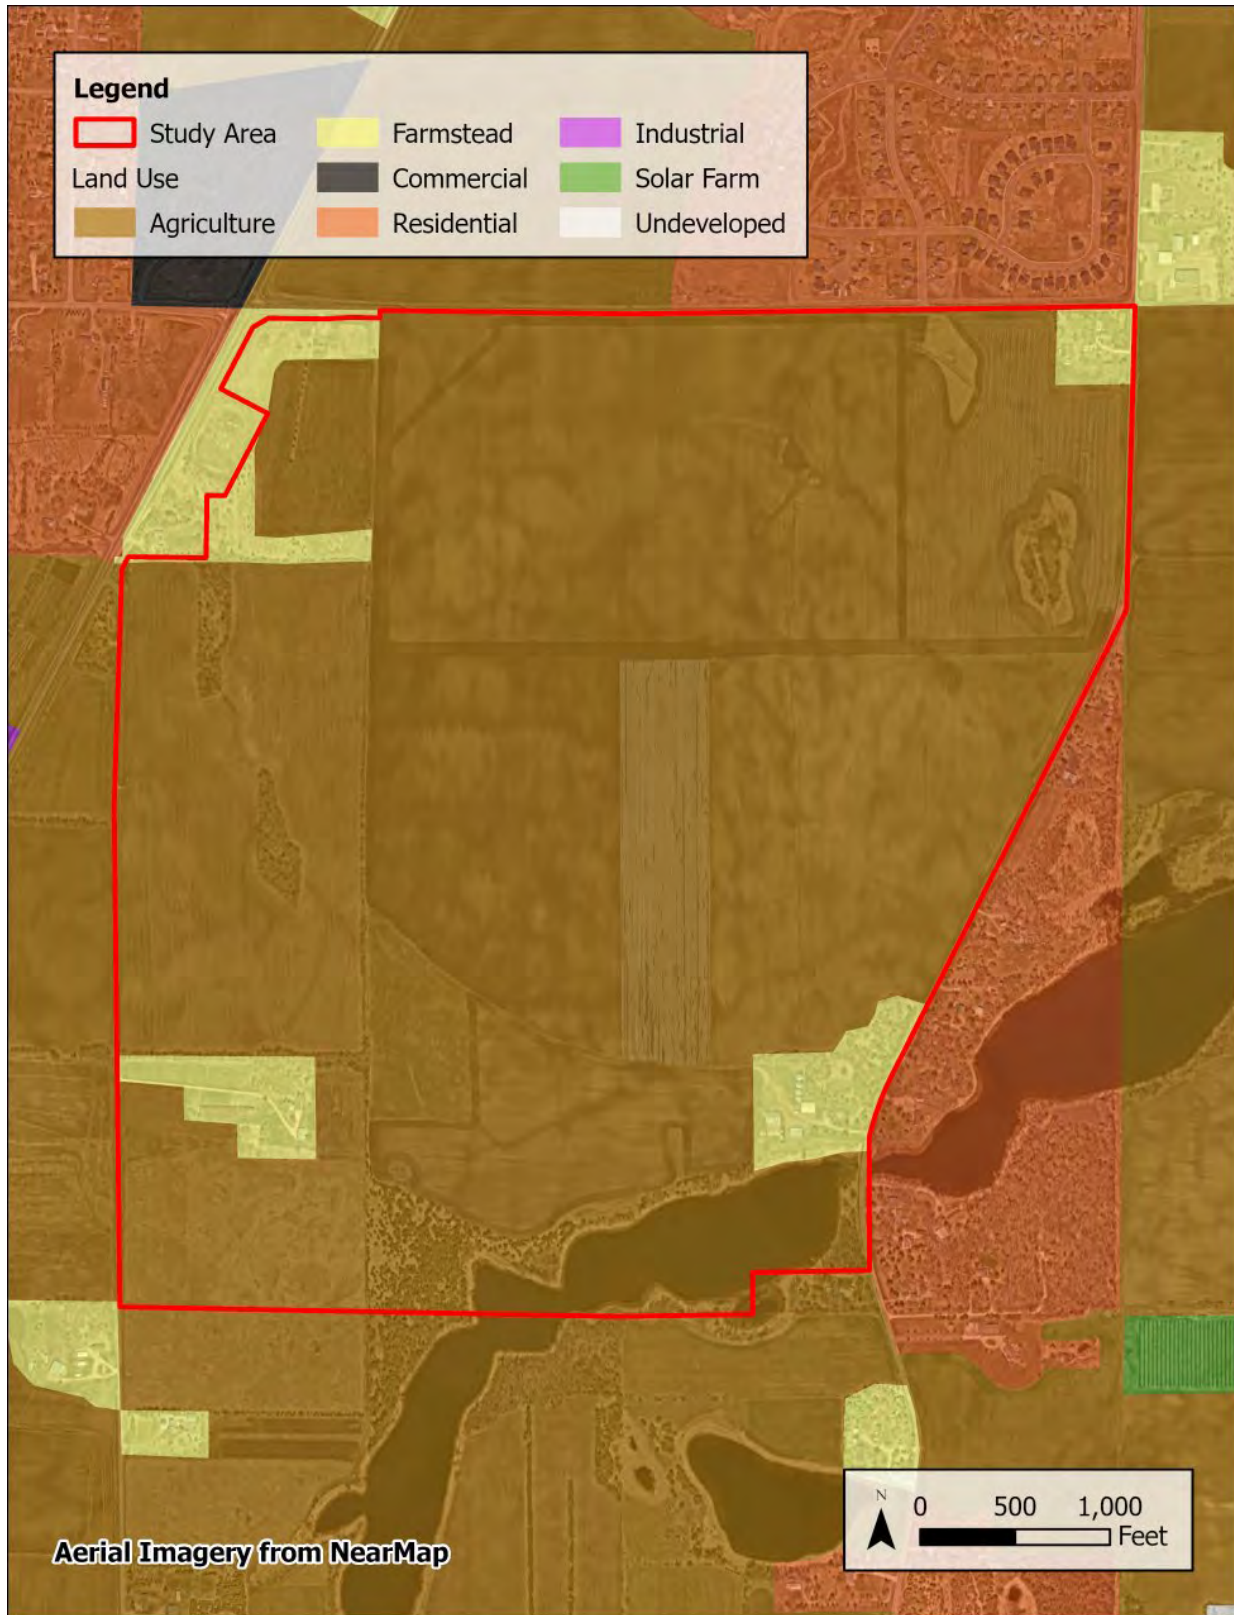 Legend
Study Area
Farmstead
Industrial
Land Use
Commercial
Solar Farm
Agriculture
Residential
Undeveloped
N
0 500 1,000
Feet
Aerial Imagery from NearMap